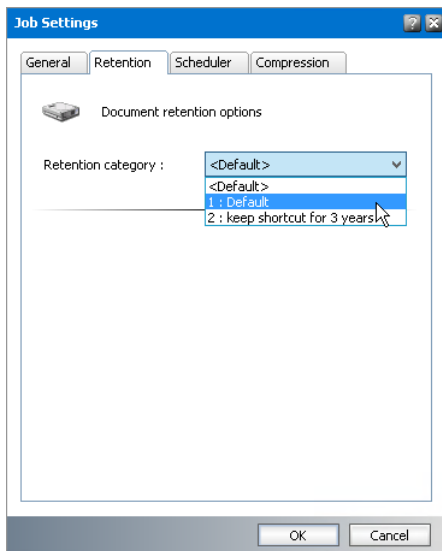 Job Settings
General Retention Scheduler Compression
Document retention options
Retention category : <Default>
<Default>
1 : Default
2 : keep shortcut for 3 years
OK Cancel